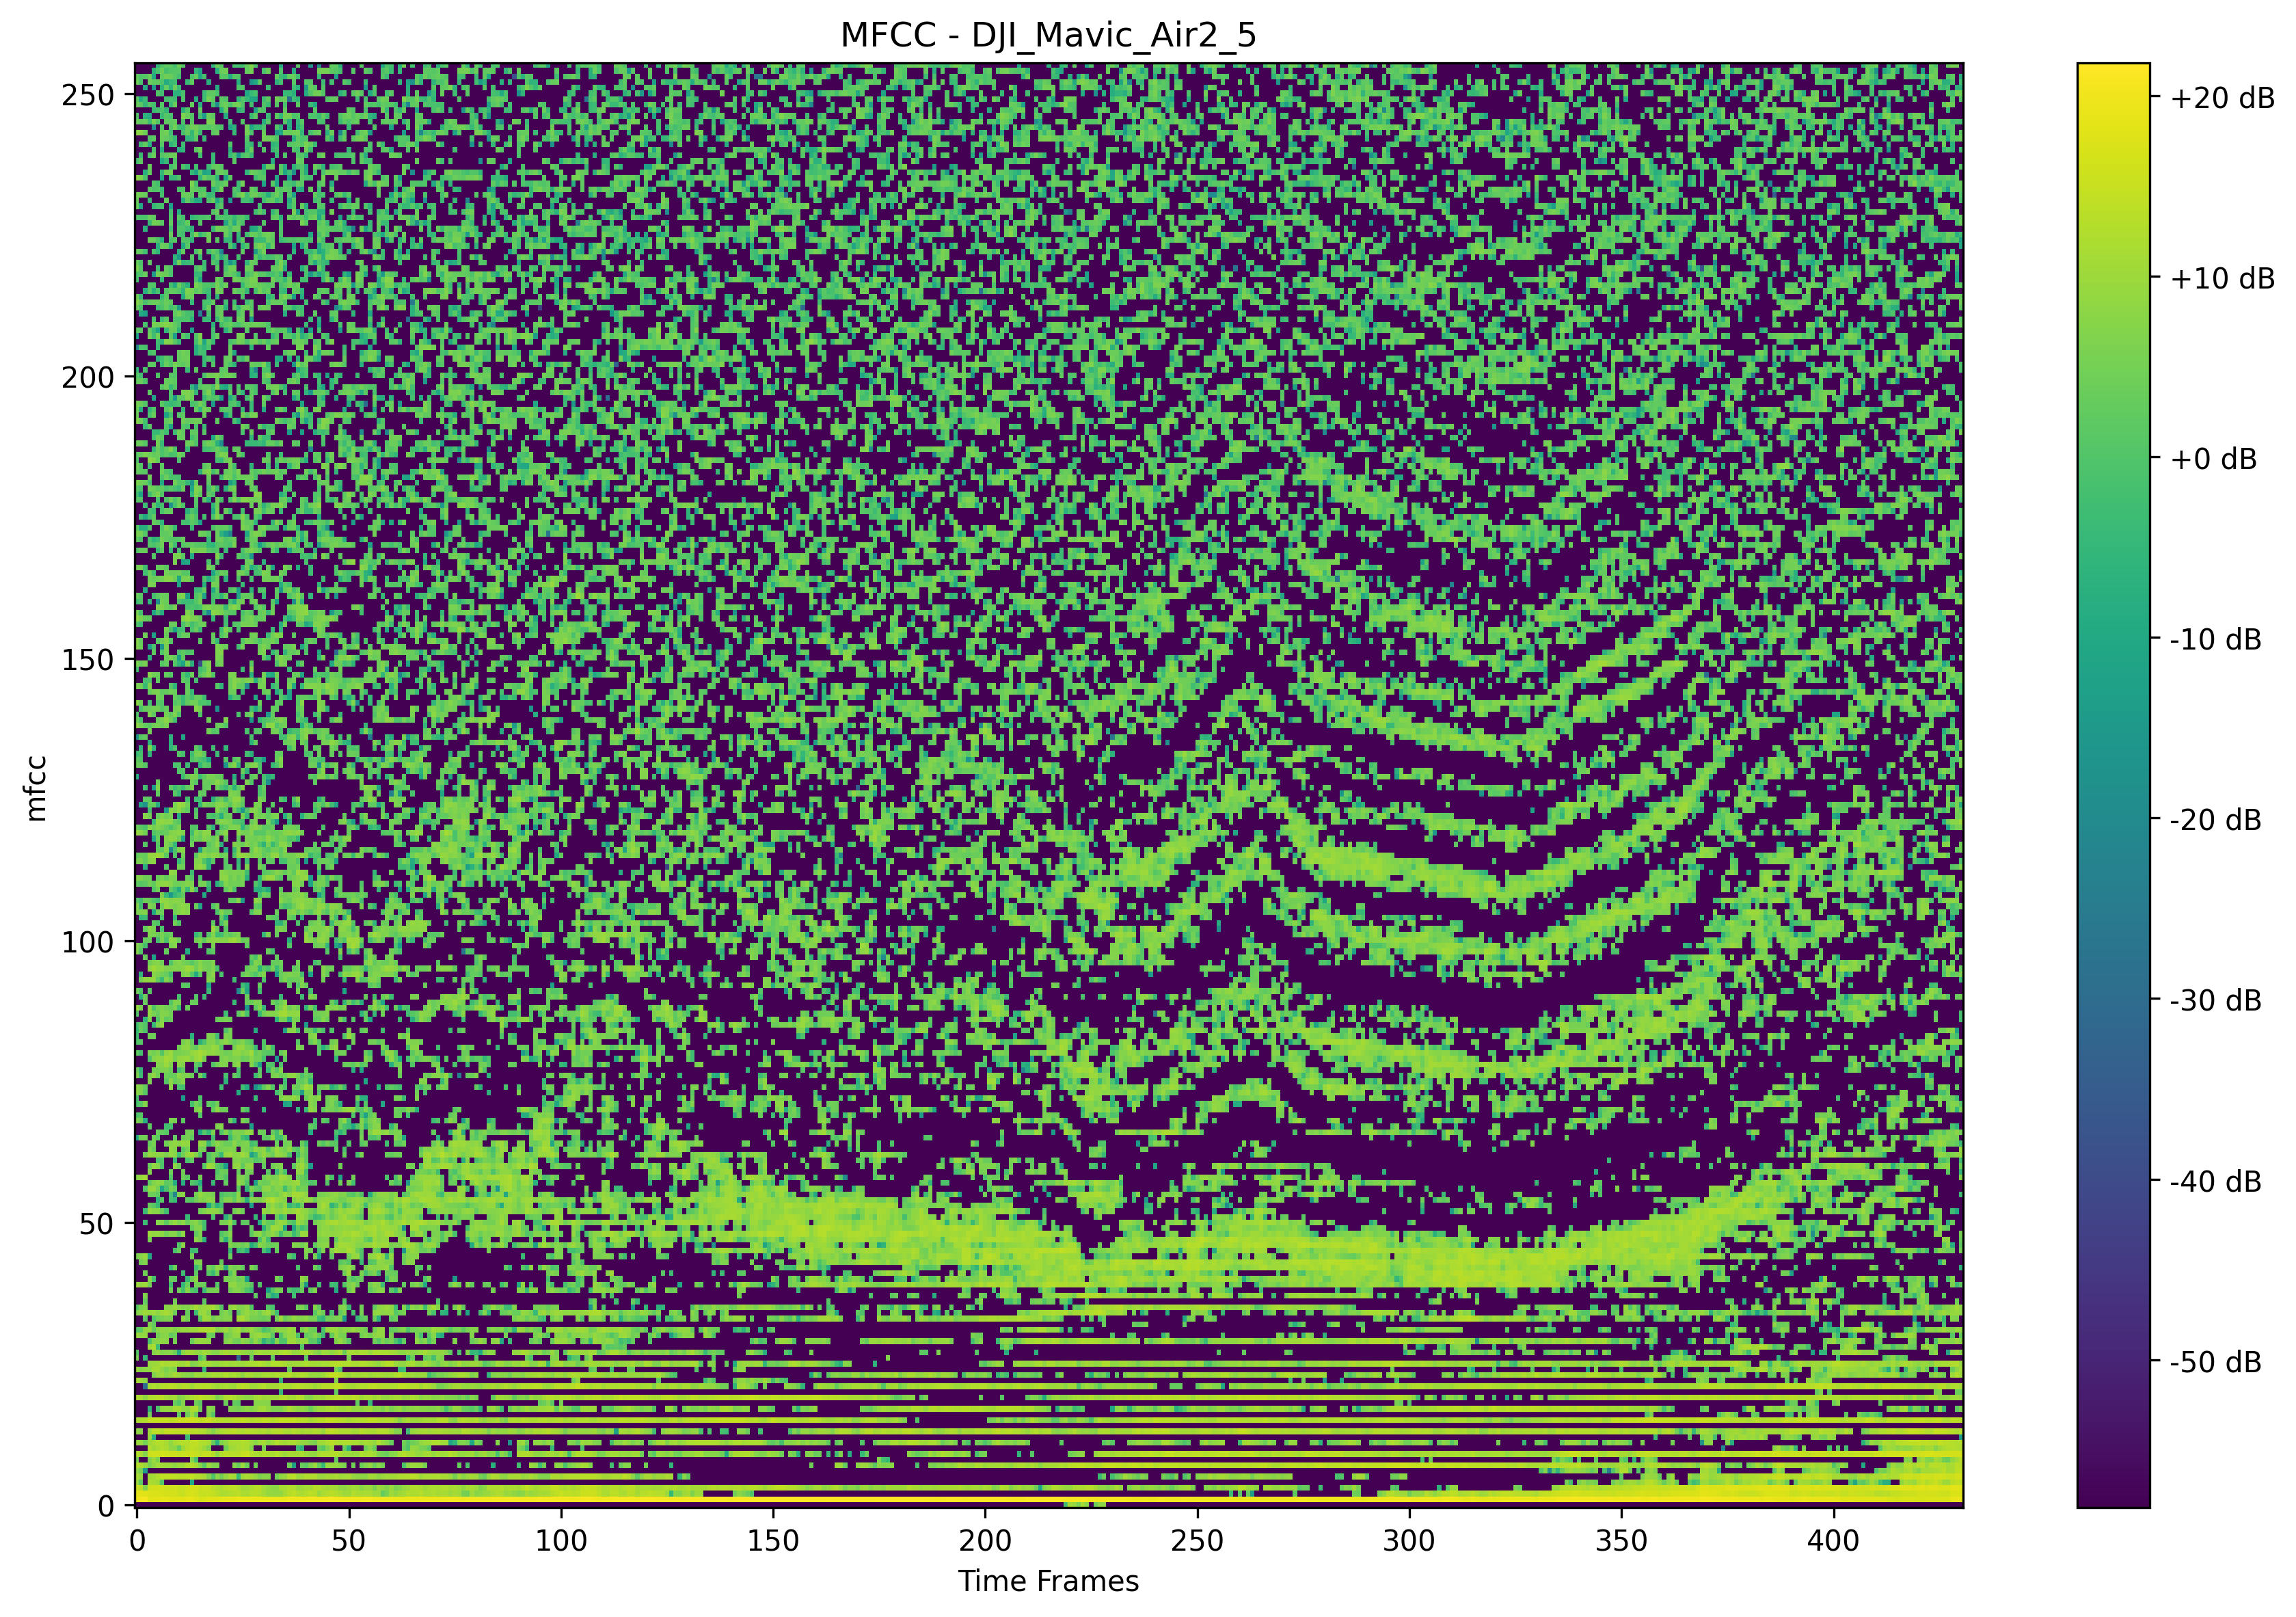 MFCC - DJI_Mavic_Air2_5
mfcc
250
200
150
100
50
0
0 50 100 150 200 250 300 350 400
Time Frames
+20 dB
+10 dB
+0 dB
-10 dB
-20 dB
-30 dB
-40 dB
-50 dB